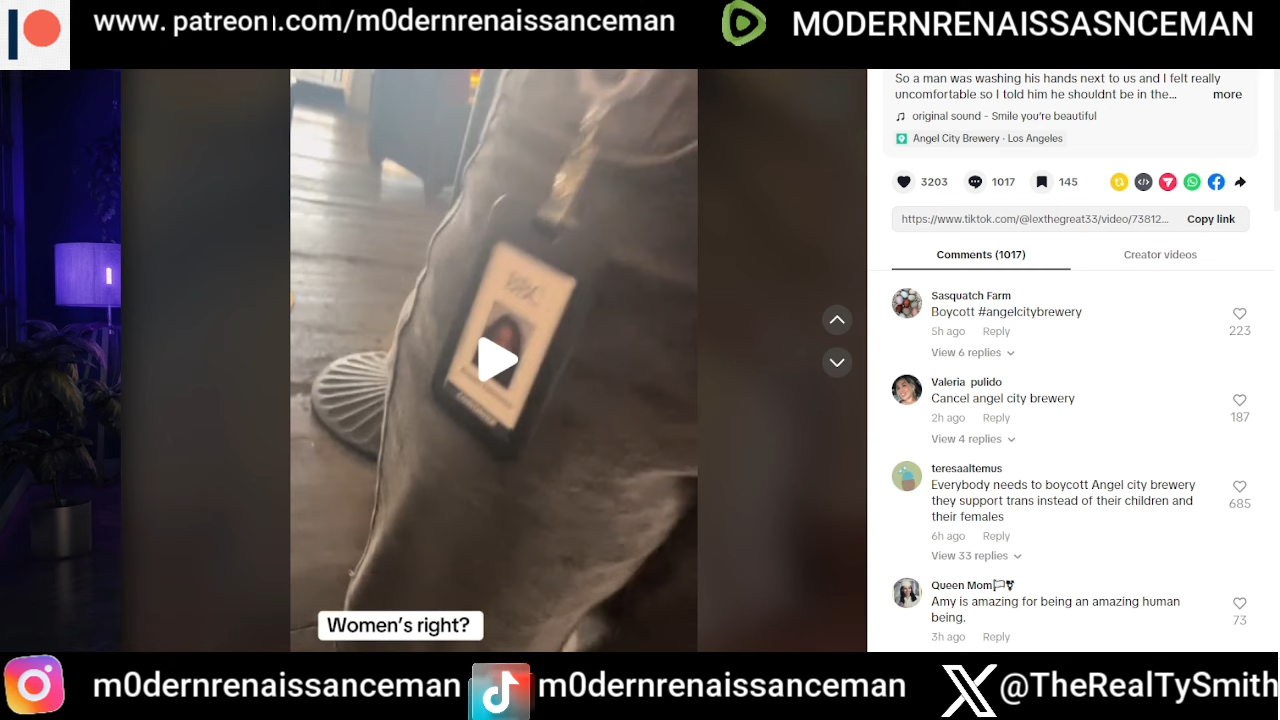 www. patreon.com/m0dernrenaissanceman
M0DERNRENAISSASNCEMAN
So a man was washing his hands next to us and I felt really
uncomfortable so I told him he shouldnt be in the... more
original sound - Smile you're beautiful
Angel City Brewery · Los Angeles
3203 1017 145
https://www.tiktok.com/@lexthegreat33/video/73812... Copy link
Comments (1017) Creator videos
Sasquatch Farm
Boycott #angelcitybrewery
223
5h ago Reply
View 6 replies
Valeria pulido
Cancel angel city brewery
187
2h ago Reply
View 4 replies
teresaaltemus
Everybody needs to boycott Angel city brewery
they support trans instead of their children and
their females
685
6h ago Reply
View 33 replies
Queen Mom🏳️⚧
Amy is amazing for being an amazing human
being.
73
3h ago Reply
Women's right?
m0dernrenaissanceman
m0dernrenaissanceman
@TheRealTySmith